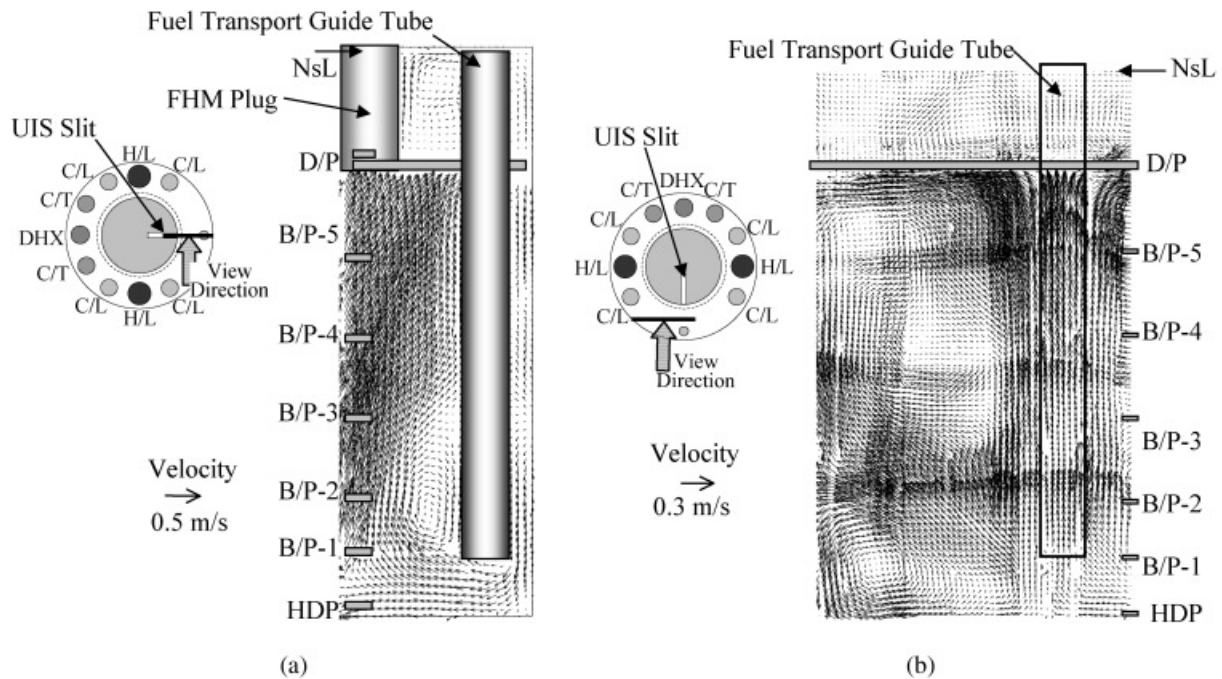 Fuel Transport Guide Tube
NsL
FHM Plug
UIS Slit
D/P
H/L
C/L
C/L
C/T
DHX
C/T
C/L
H/L
C/L
View
Direction
B/P-5
B/P-4
B/P-3
B/P-2
B/P-1
HDP
Velocity
0.5 m/s
(a)
Fuel Transport Guide Tube
NsL
UIS Slit
D/P
DHX
C/T
C/T
C/L
C/L
H/L
H/L
C/L
C/L
View
Direction
B/P-5
B/P-4
B/P-3
B/P-2
B/P-1
HDP
Velocity
0.3 m/s
(b)